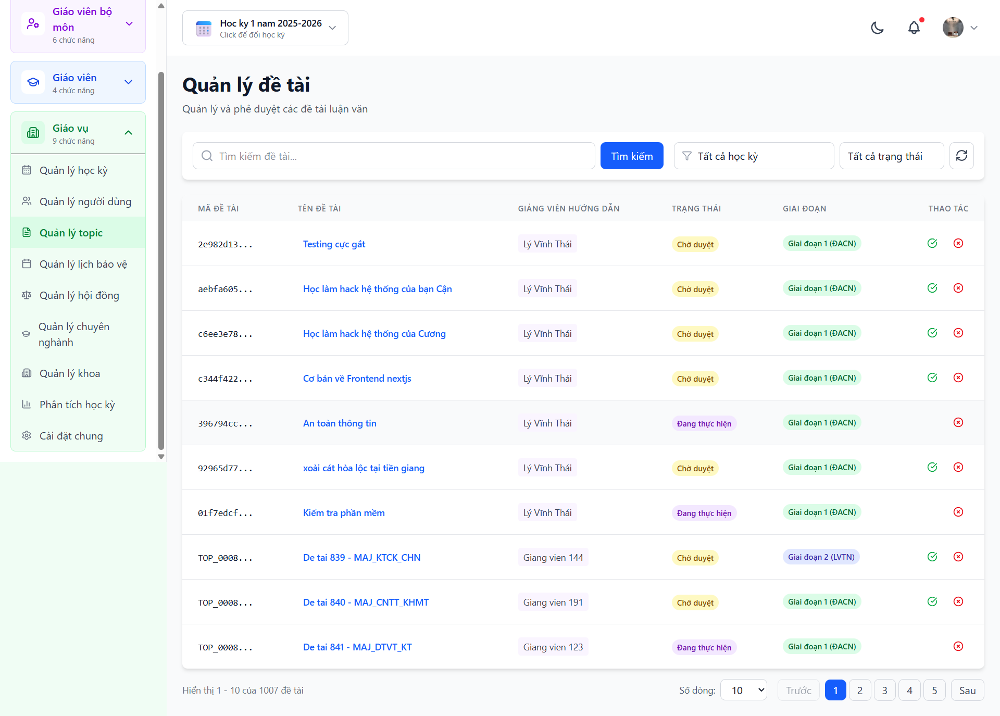 Giáo viên bộ
môn
6 chức năng
Giáo viên
4 chức năng
Giáo vụ
9 chức năng
Quản lý học kỳ
Quản lý người dùng
Quản lý topic
Quản lý lịch bảo vệ
Quản lý hội đồng
Quản lý chuyên
nghành
Quản lý khoa
Phân tích học kỳ
Cài đặt chung
Hoc ky 1 nam 2025-2026
Click để đổi học kỳ
Quản lý đề tài
Quản lý và phê duyệt các đề tài luận văn
Tìm kiếm đề tài... Tìm kiếm Tất cả học kỳ Tất cả trạng thái
MÃ ĐỀ TÀI TÊN ĐỀ TÀI GIẢNG VIÊN HƯỚNG DẪN TRẠNG THÁI GIAI ĐOẠN THAO TÁC
2e982d13... Testing cực gắt Lý Vĩnh Thái Chờ duyệt Giai đoạn 1 (ĐACN)
aebfa605... Học làm hack hệ thống của bạn Cận Lý Vĩnh Thái Chờ duyệt Giai đoạn 1 (ĐACN)
c6ee3e78... Học làm hack hệ thống của Cương Lý Vĩnh Thái Chờ duyệt Giai đoạn 1 (ĐACN)
c344f422... Cơ bản về Frontend nextjs Lý Vĩnh Thái Chờ duyệt Giai đoạn 1 (ĐACN)
396794cc... An toàn thông tin Lý Vĩnh Thái Đang thực hiện Giai đoạn 1 (ĐACN)
92965d77... xoài cát hòa lộc tại tiền giang Lý Vĩnh Thái Chờ duyệt Giai đoạn 1 (ĐACN)
01f7edcf... Kiểm tra phần mềm Lý Vĩnh Thái Đang thực hiện Giai đoạn 1 (ĐACN)
TOP_0008... De tai 839 - MAJ_KTCK_CHN Giang vien 144 Chờ duyệt Giai đoạn 2 (LVTN)
TOP_0008... De tai 840 - MAJ_CNTT_KHMT Giang vien 191 Chờ duyệt Giai đoạn 1 (ĐACN)
TOP_0008... De tai 841 - MAJ_DTVT_KT Giang vien 123 Đang thực hiện Giai đoạn 1 (ĐACN)
Hiển thị 1 - 10 của 1007 đề tài Số dòng: 10 Trước 1 2 3 4 5 Sau